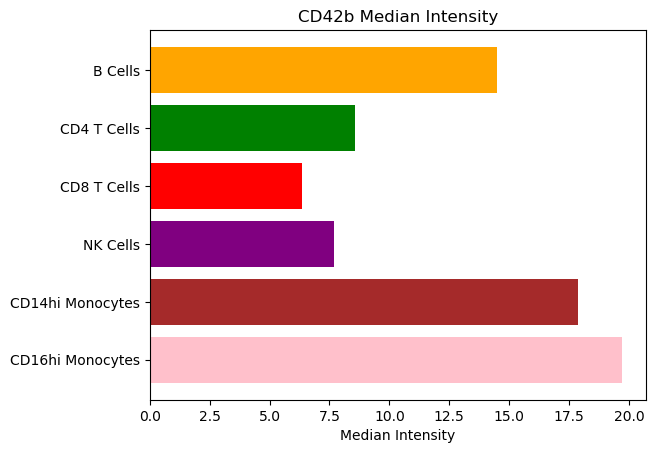 CD42b Median Intensity
B Cells
CD4 T Cells
CD8 T Cells
NK Cells
CD14hi Monocytes
CD16hi Monocytes
0.0 2.5 5.0 7.5 10.0 12.5 15.0 17.5 20.0
Median Intensity